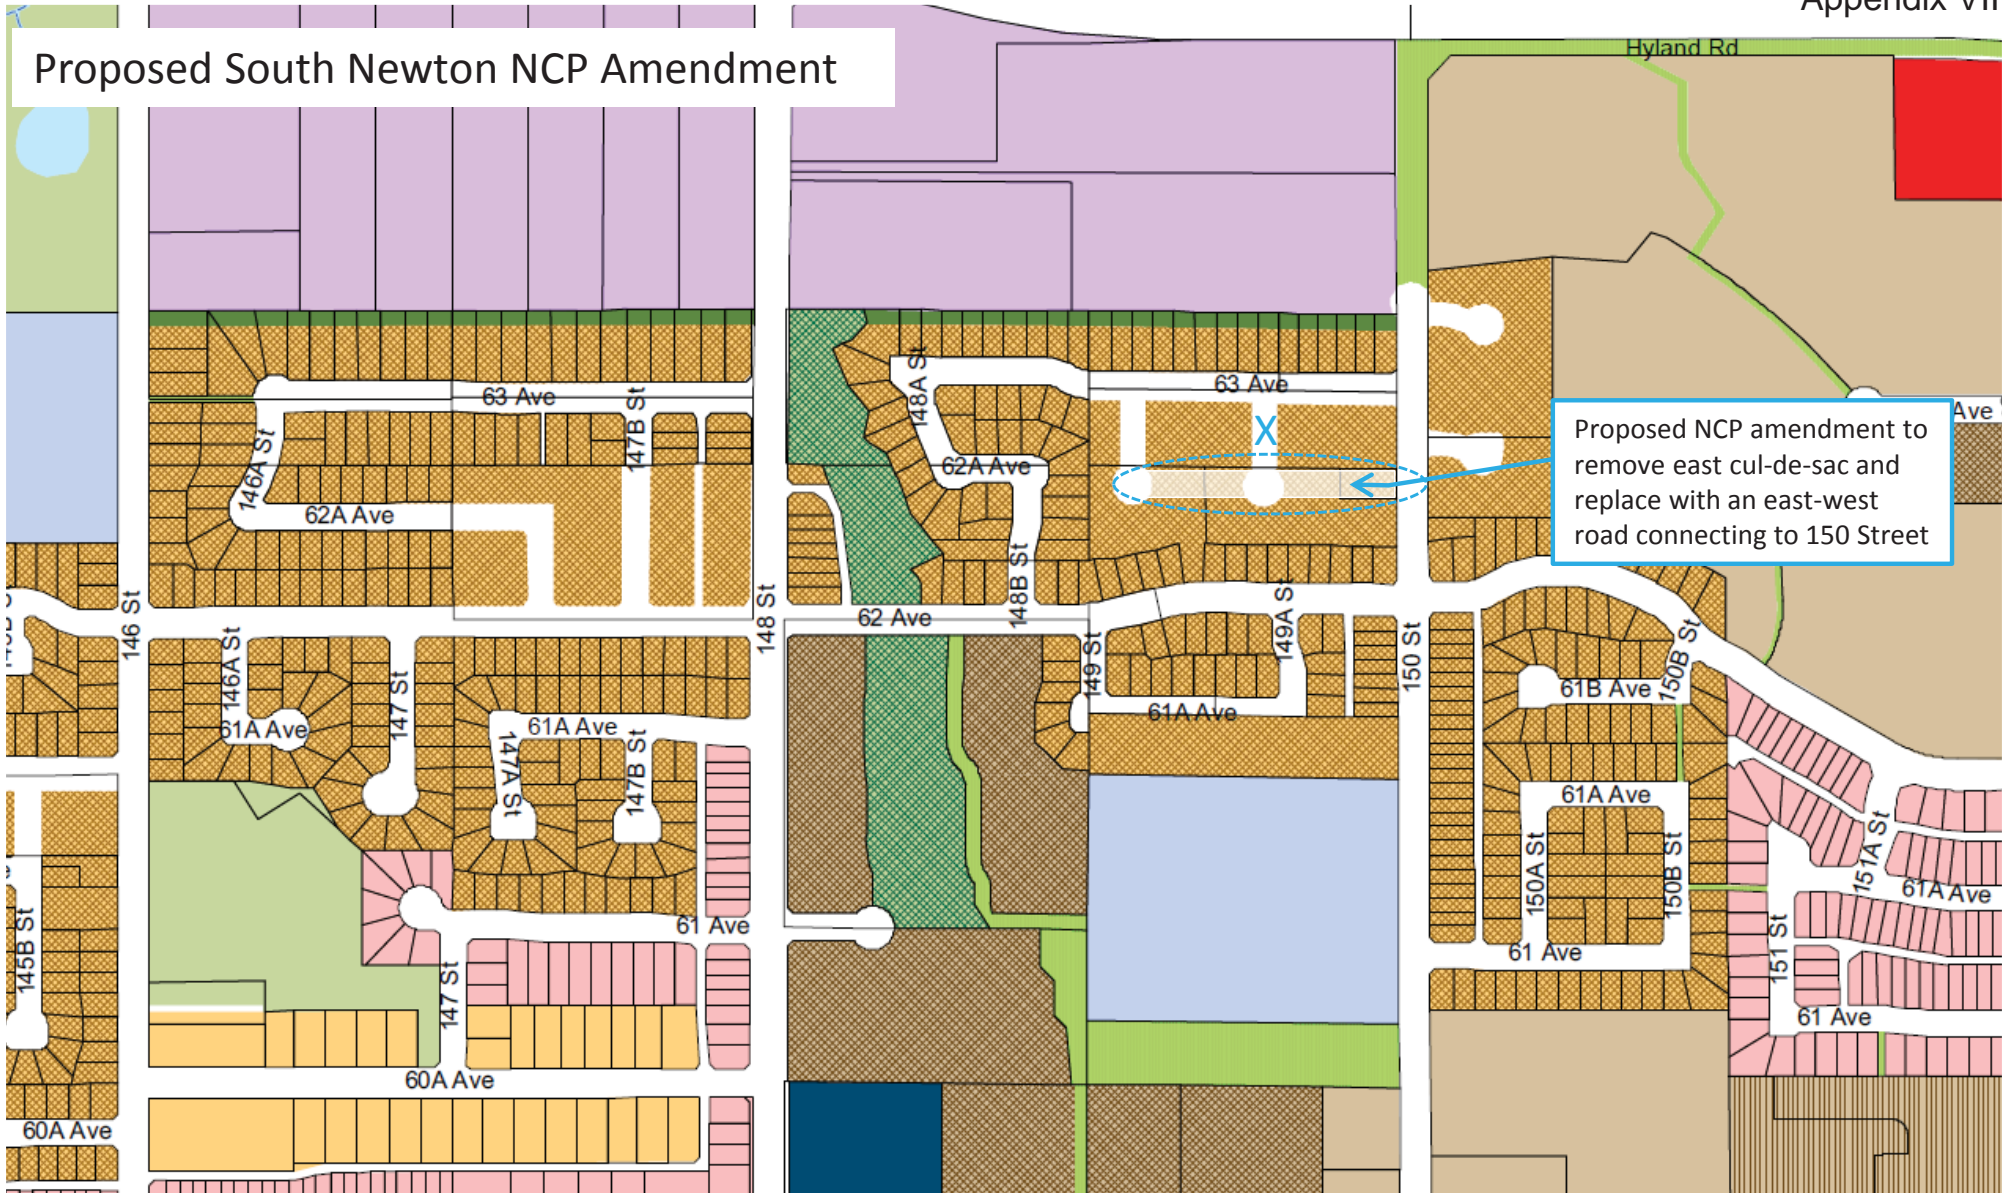 Appendix VII
Proposed South Newton NCP Amendment
Hyland Rd
63 Ave
147B St
148A St
63 Ave
X
Ave
Proposed NCP amendment to
remove east cul-de-sac and
replace with an east-west
road connecting to 150 Street
146A St
62A Ave
62A Ave
148B St
146 St
148 St
62 Ave
149A St
150 St
146A St
147 St
149 St
150B St
61B Ave
61A Ave
61A Ave
61A Ave
147A St
147B St
61A Ave
150A St
150B St
151A St
61A Ave
145B St
61 Ave
61 Ave
151 St
147 St
61 Ave
60A Ave
60A Ave